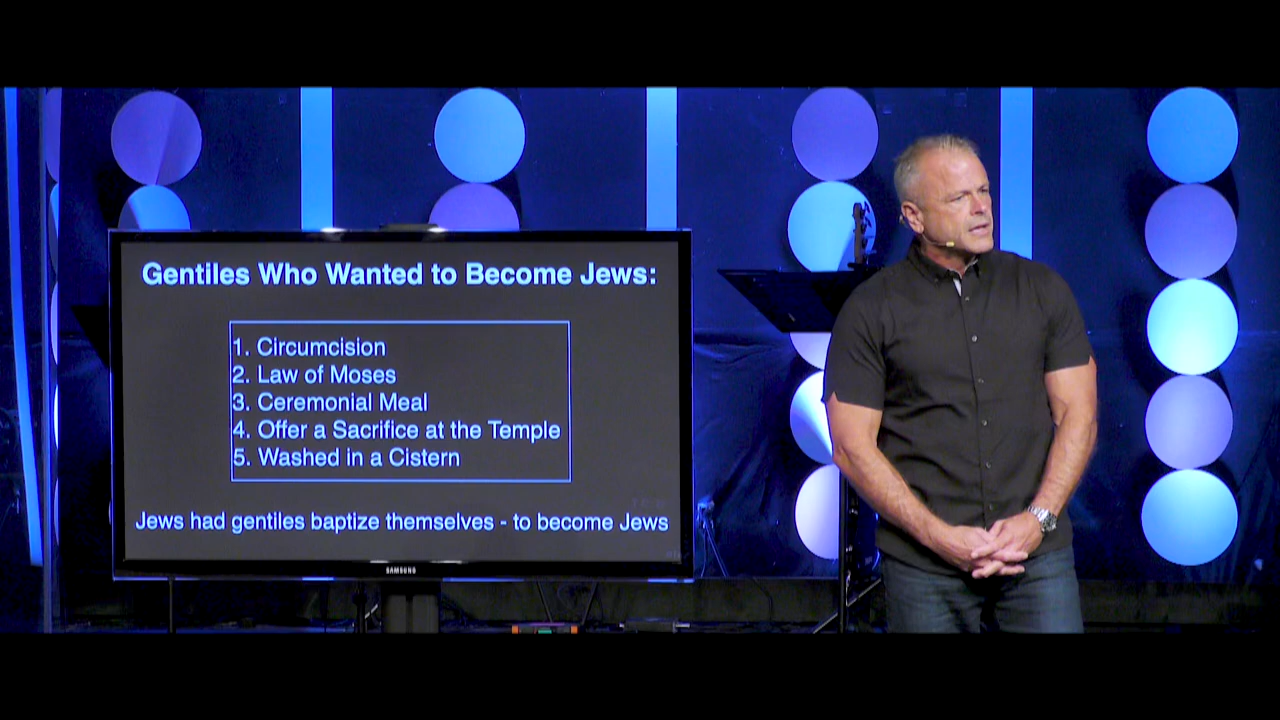 Gentiles Who Wanted to Become Jews:
1. Circumcision
2. Law of Moses
3. Ceremonial Meal
4. Offer a Sacrifice at the Temple
5. Washed in a Cistern
Jews had gentiles baptize themselves - to become Jews
SAMSUNG